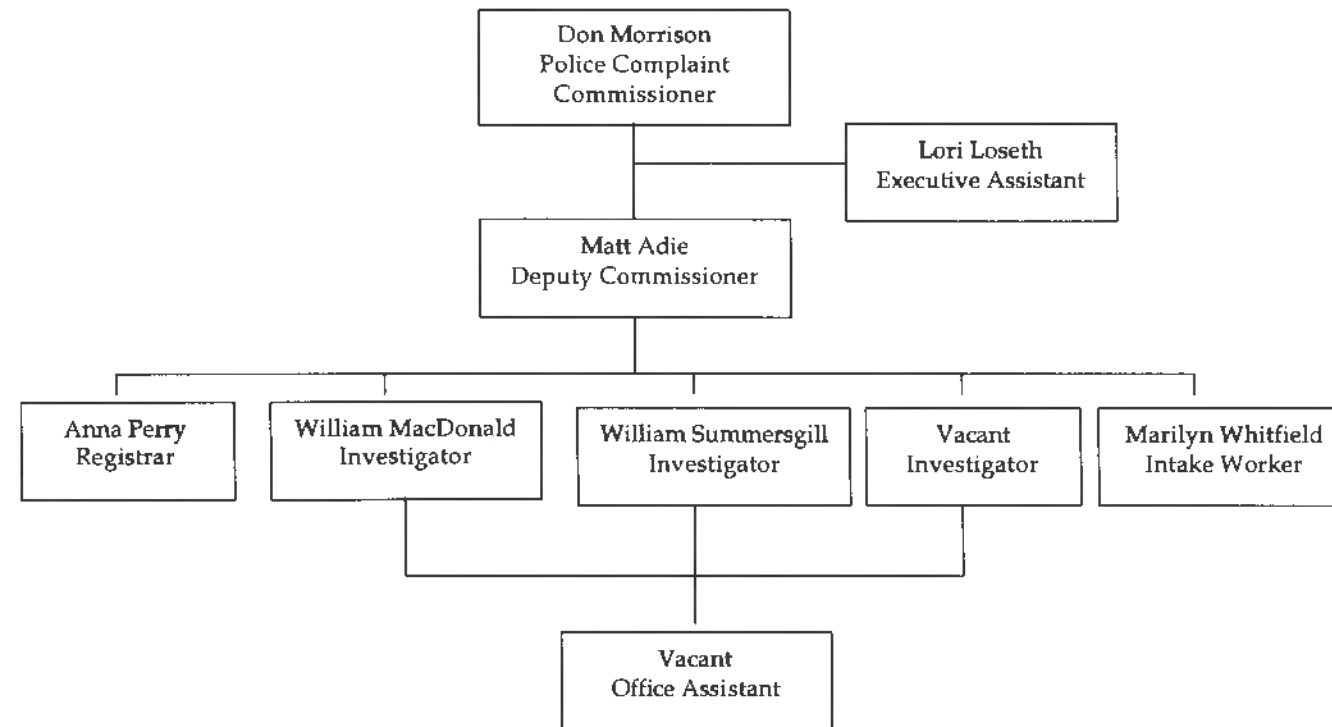 Don Morrison
Police Complaint
Commissioner
Lori Loseth
Executive Assistant
Matt Adie
Deputy Commissioner
Anna Perry
Registrar
William MacDonald
Investigator
William Summersgill
Investigator
Vacant
Investigator
Marilyn Whitfield
Intake Worker
Vacant
Office Assistant